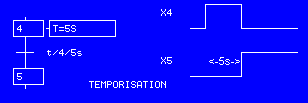 X4
4 T=5S
t/4/5s
X5 <-5s->
5
TEMPORISATION